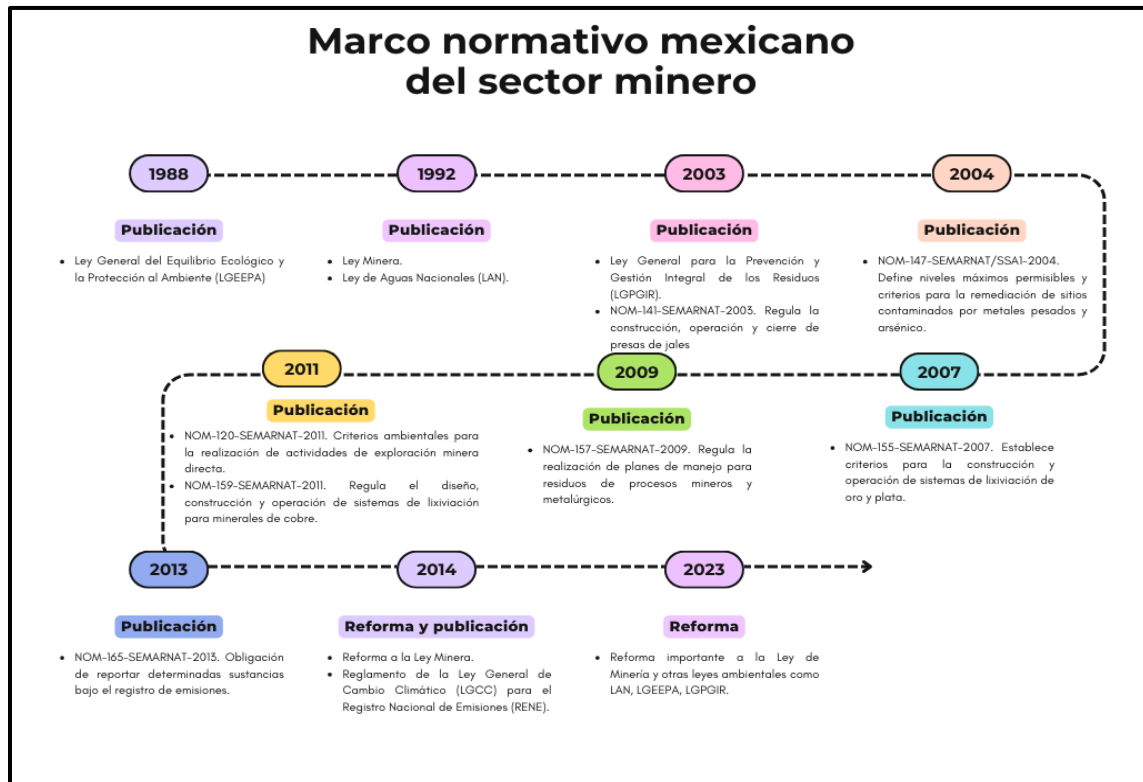 Marco normativo mexicano
del sector minero
1988
Publicación
• Ley General del Equilibrio Ecológico y
la Protección al Ambiente (LGEEPA)
1992
Publicación
• Ley Minera.
• Ley de Aguas Nacionales (LAN).
2003
Publicación
• Ley General para la Prevención y
Gestión Integral de los Residuos
(LGPGIR).
• NOM-141-SEMARNAT-2003. Regula la
construcción, operación y cierre de
presas de jales
2004
Publicación
• NOM-147-SEMARNAT/SSA1-2004.
Define niveles máximos permisibles y
criterios para la remediación de sitios
contaminados por metales pesados y
arsénico.
2007
Publicación
• NOM-155-SEMARNAT-2007. Establece
criterios para la construcción y
operación de sistemas de lixiviación de
oro y plata.
2009
Publicación
• NOM-157-SEMARNAT-2009. Regula la
realización de planes de manejo para
residuos de procesos mineros y
metalúrgicos.
2011
Publicación
• NOM-120-SEMARNAT-2011. Criterios ambientales para
la realización de actividades de exploración minera
directa.
• NOM-159-SEMARNAT-2011. Regula el diseño,
construcción y operación de sistemas de lixiviación
para minerales de cobre.
2013
Publicación
• NOM-165-SEMARNAT-2013. Obligación
de reportar determinadas sustancias
bajo el registro de emisiones.
2014
Reforma y publicación
• Reforma a la Ley Minera.
• Reglamento de la Ley General de
Cambio Climático (LGCC) para el
Registro Nacional de Emisiones (RENE).
2023
Reforma
• Reforma importante a la Ley de
Minería y otras leyes ambientales como
LAN, LGEEPA, LGPGIR.